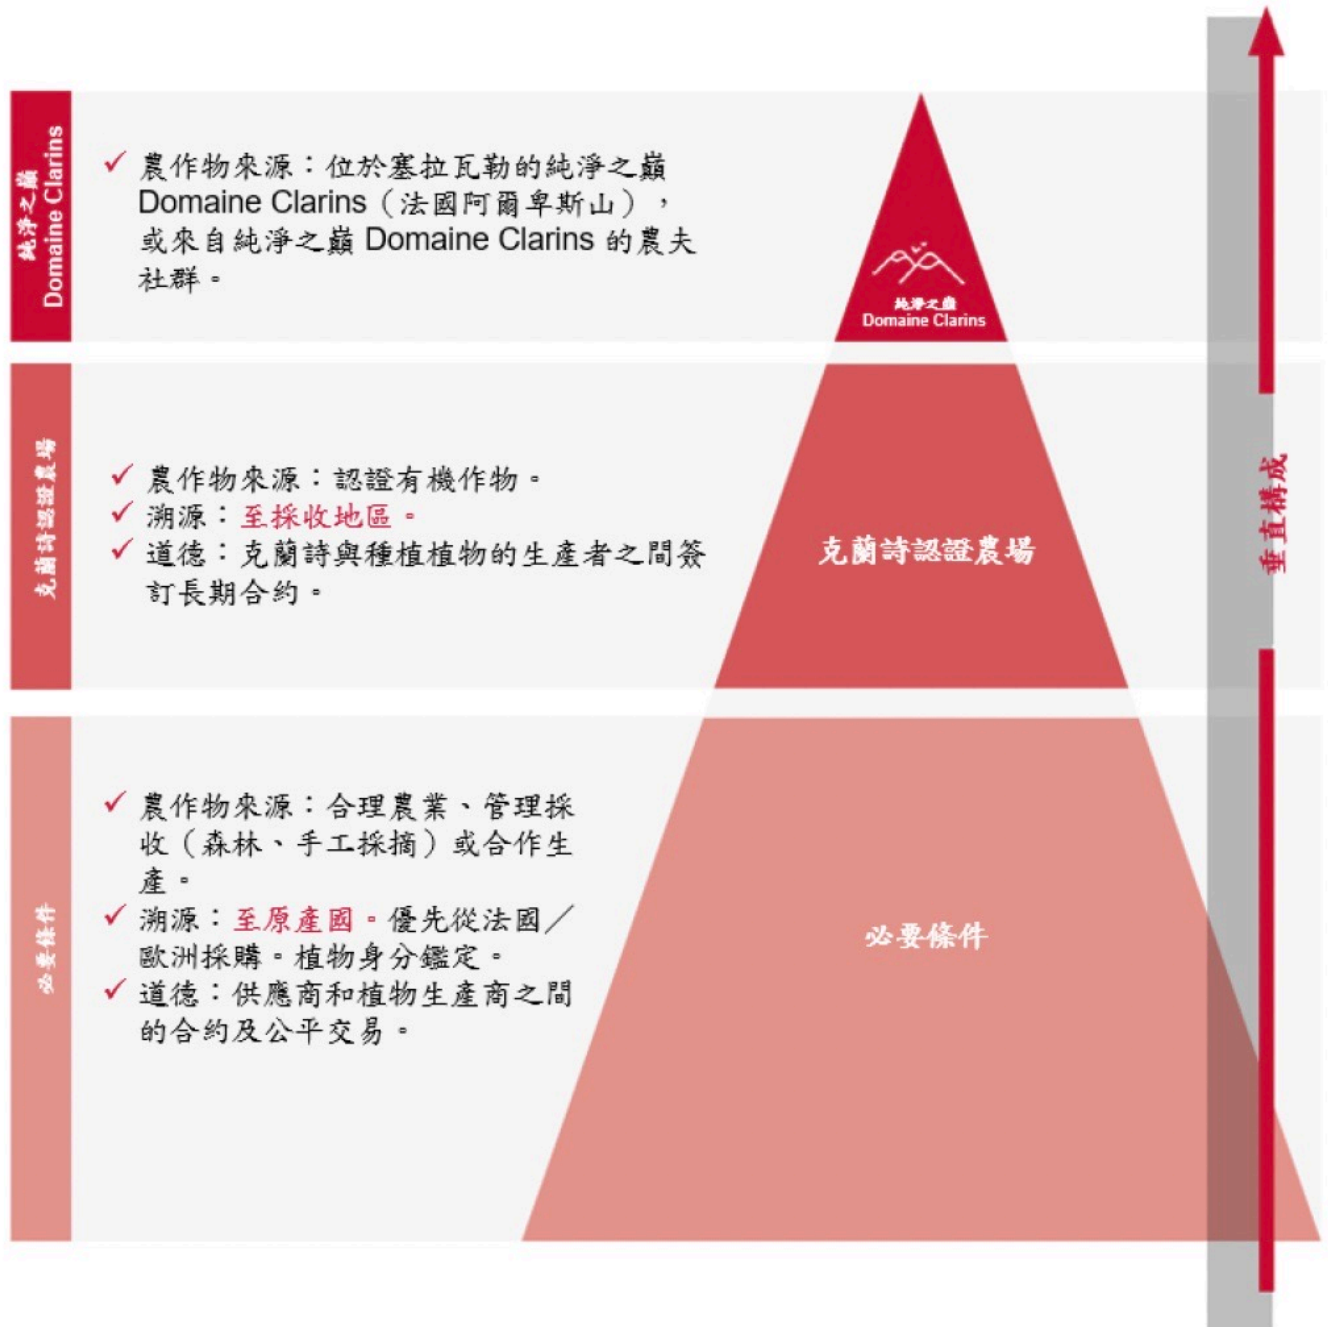 純淨之巔
Domaine Clarins
農作物來源：位於塞拉瓦勒的純淨之巔
Domaine Clarins（法國阿爾卑斯山），
或來自純淨之巔 Domaine Clarins 的農夫
社群。
純淨之巔
Domaine Clarins
克蘭詩認證農場
農作物來源：認證有機作物。
溯源：至採收地區。
道德：克蘭詩與種植植物的生產者之間簽
訂長期合約。
克蘭詩認證農場
垂直構成
必要條件
農作物來源：合理農業、管理採
收（森林、手工採摘）或合作生
產。
溯源：至原產國。優先從法國／
歐洲採購。植物身分鑑定。
道德：供應商和植物生產商之間
的合約及公平交易。
必要條件